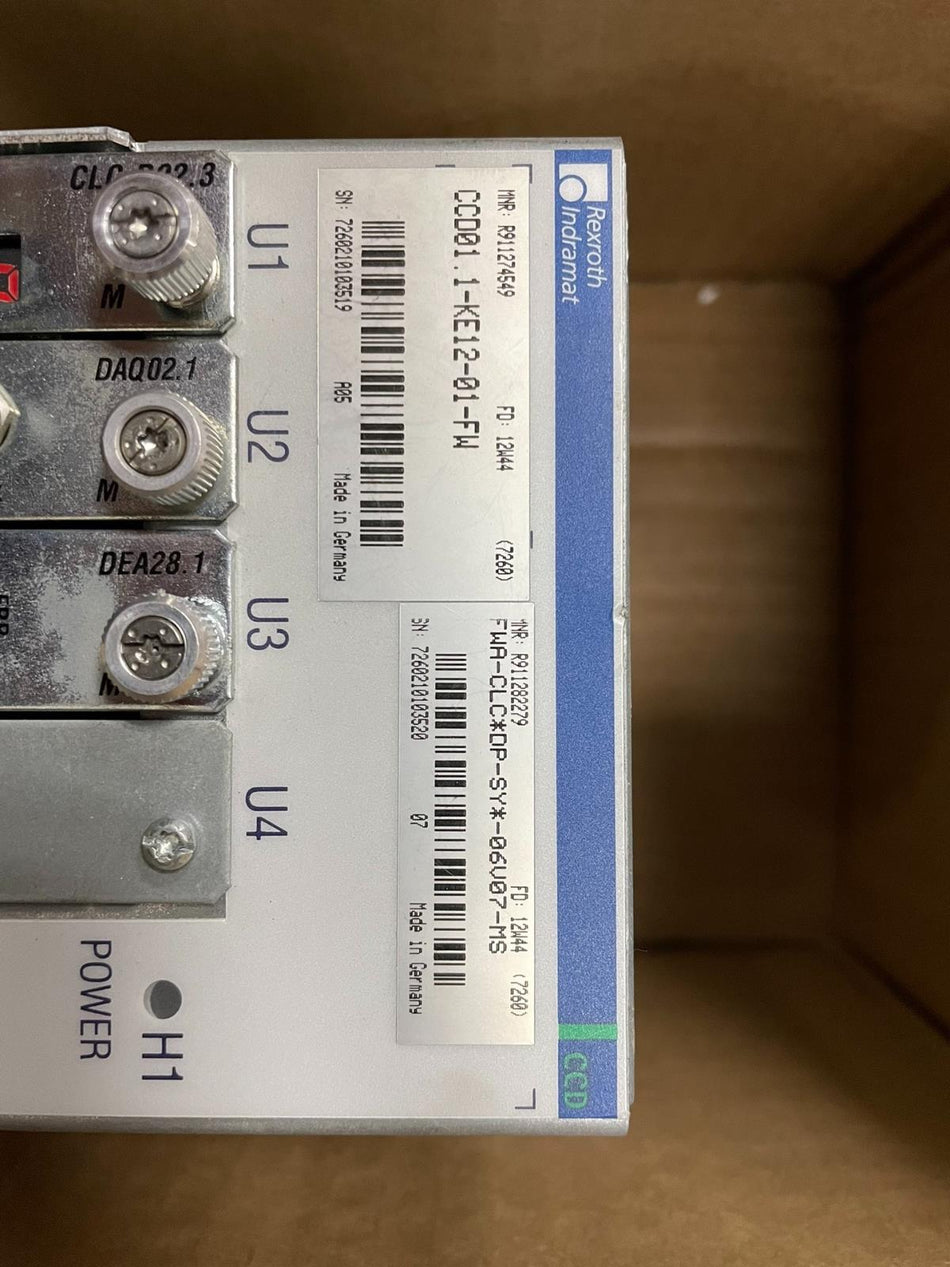 Rexroth
Indramat
MNR: R911274549 FD: 12W44 (7260)
CCD01.1-KE12-01-FW
SN: 7260210103519 A05 Made in Germany
MNR: R911282279 FD: 12W44 (7260)
FWA-CLC*DP-SY*-06V07-MS
SN: 7260210103520 07 Made in Germany
CCD
U1
U2
U3
U4
M
DAQ02.1
M
DEA28.1
M
H1
POWER